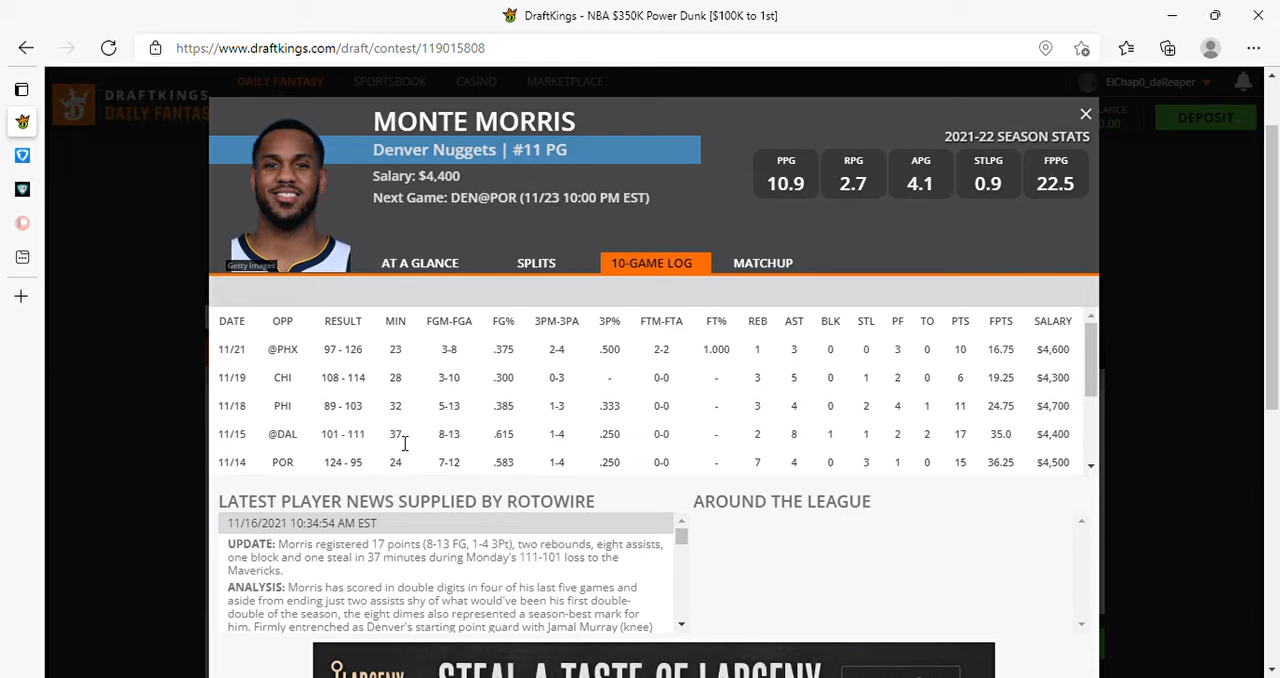 DraftKings - NBA $350K Power Dunk [$100K to 1st]
https://www.draftkings.com/draft/contest/119015808
DAILY FANTASY SPORTSBOOK CASINO MARKETPLACE
ElChap0_daReaper
DRAFTKINGS
DAILY FANTAS
DEPOSIT
MONTE MORRIS
Denver Nuggets | #11 PG
Salary: $4,400
Next Game: DEN@POR (11/23 10:00 PM EST)
2021-22 SEASON STATS
PPG RPG APG STLPG FPPG
10.9 2.7 4.1 0.9 22.5
Getty Images
AT A GLANCE SPLITS 10-GAME LOG MATCHUP
DATE OPP RESULT MIN FGM-FGA FG% 3PM-3PA 3P% FTM-FTA FT% REB AST BLK STL PF TO PTS FPTS SALARY
11/21 @PHX 97 - 126 23 3-8 .375 2-4 .500 2-2 1.000 1 3 0 0 3 0 10 16.75 $4,600
11/19 CHI 108 - 114 28 3-10 .300 0-3 - 0-0 - 3 5 0 1 2 0 6 19.25 $4,300
11/18 PHI 89 - 103 32 5-13 .385 1-3 .333 0-0 - 3 4 0 2 4 1 11 24.75 $4,700
11/15 @DAL 101 - 111 37 8-13 .615 1-4 .250 0-0 - 2 8 1 1 2 2 17 35.0 $4,400
11/14 POR 124 - 95 24 7-12 .583 1-4 .250 0-0 - 7 4 0 3 1 0 15 36.25 $4,500
LATEST PLAYER NEWS SUPPLIED BY ROTOWIRE
AROUND THE LEAGUE
11/16/2021 10:34:54 AM EST
UPDATE: Morris registered 17 points (8-13 FG, 1-4 3Pt), two rebounds, eight assists,
one block and one steal in 37 minutes during Monday's 111-101 loss to the
Mavericks.
ANALYSIS: Morris has scored in double digits in four of his last five games and
aside from ending just two assists shy of what would've been his first double-
double of the season, the eight dimes also represented a season-best mark for
him. Firmly entrenched as Denver's starting point guard with Jamal Murray (knee)
STEAL A TASTE OF LARCENY